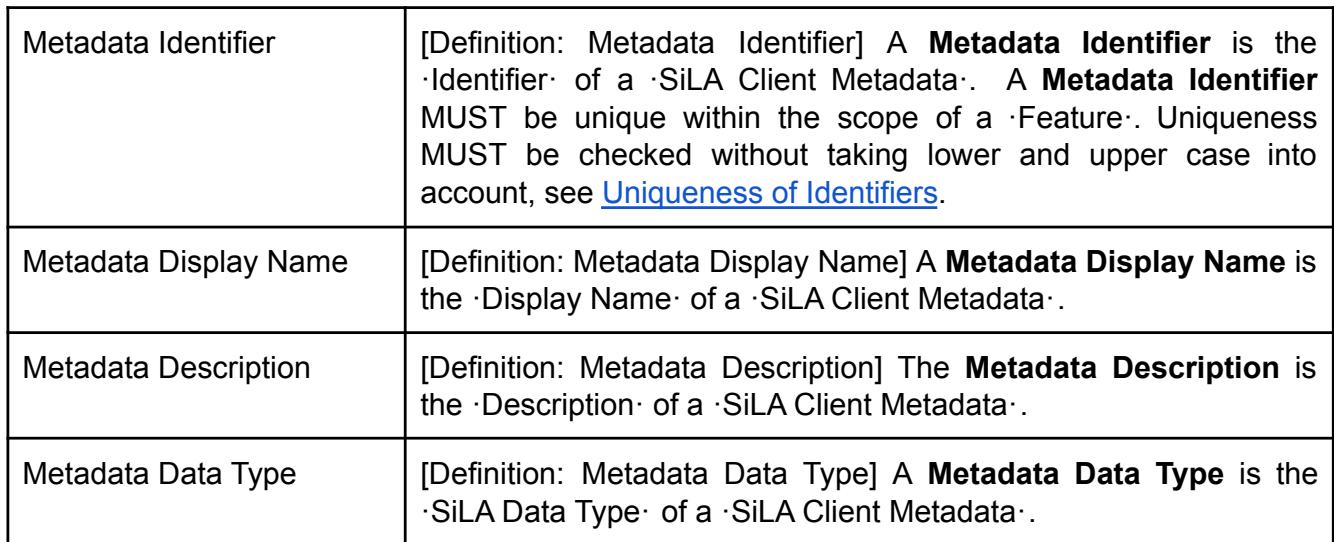 Metadata Identifier
[Definition: Metadata Identifier] A Metadata Identifier is the
·Identifier· of a ·SiLA Client Metadata·. A Metadata Identifier
MUST be unique within the scope of a ·Feature·. Uniqueness
MUST be checked without taking lower and upper case into
account, see Uniqueness of Identifiers.
Metadata Display Name
[Definition: Metadata Display Name] A Metadata Display Name is
the ·Display Name· of a ·SiLA Client Metadata·.
Metadata Description
[Definition: Metadata Description] The Metadata Description is
the ·Description· of a ·SiLA Client Metadata·.
Metadata Data Type
[Definition: Metadata Data Type] A Metadata Data Type is the
·SiLA Data Type· of a ·SiLA Client Metadata·.